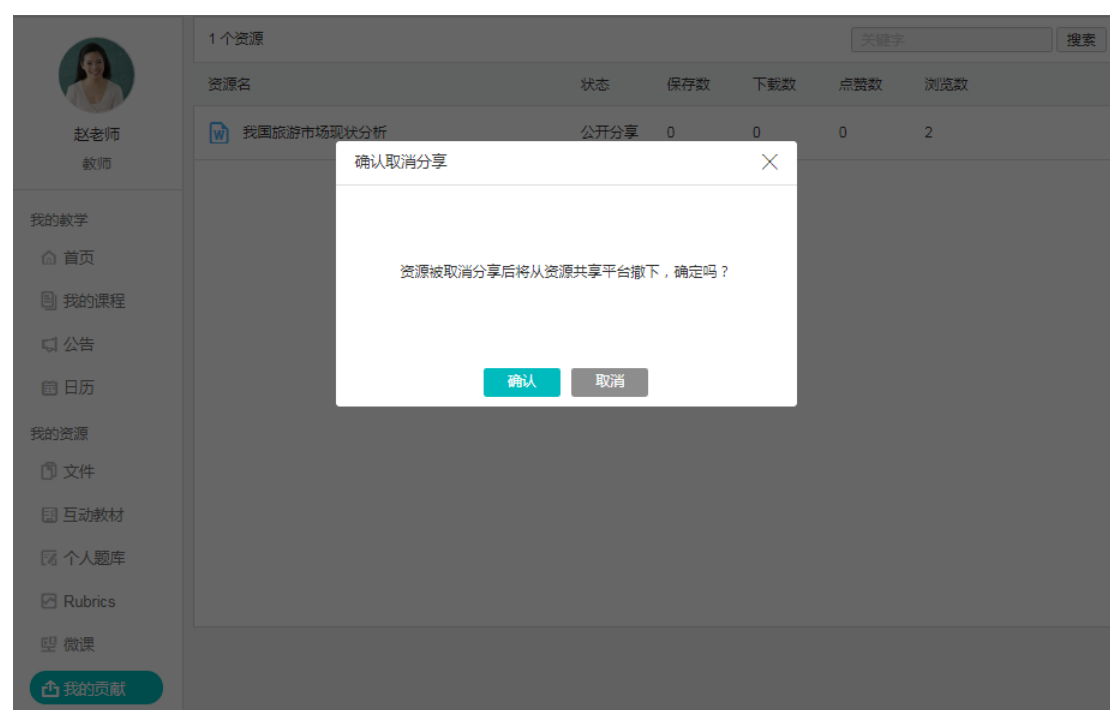 1 个资源
关键字
搜索
资源名 状态 保存数 下载数 点赞数 浏览数
我国旅游市场现状分析 公开分享 0 0 0 2
赵老师
教师
确认取消分享
资源被取消分享后将从资源共享平台撤下，确定吗？
确认 取消
我的教学
首页
我的课程
公告
日历
我的资源
文件
互动教材
个人题库
Rubrics
微课
我的贡献